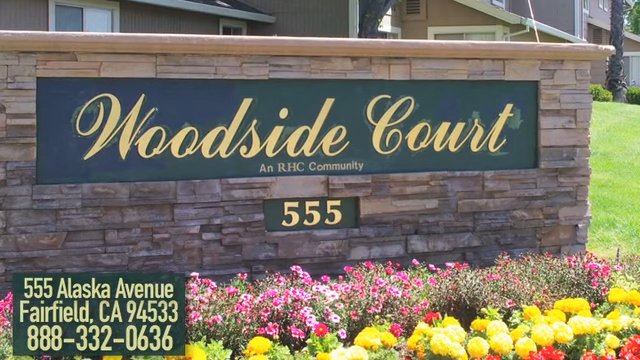 Woodside Court
An RHC Community
555
555 Alaska Avenue
Fairfield, CA 94533
888-332-0636